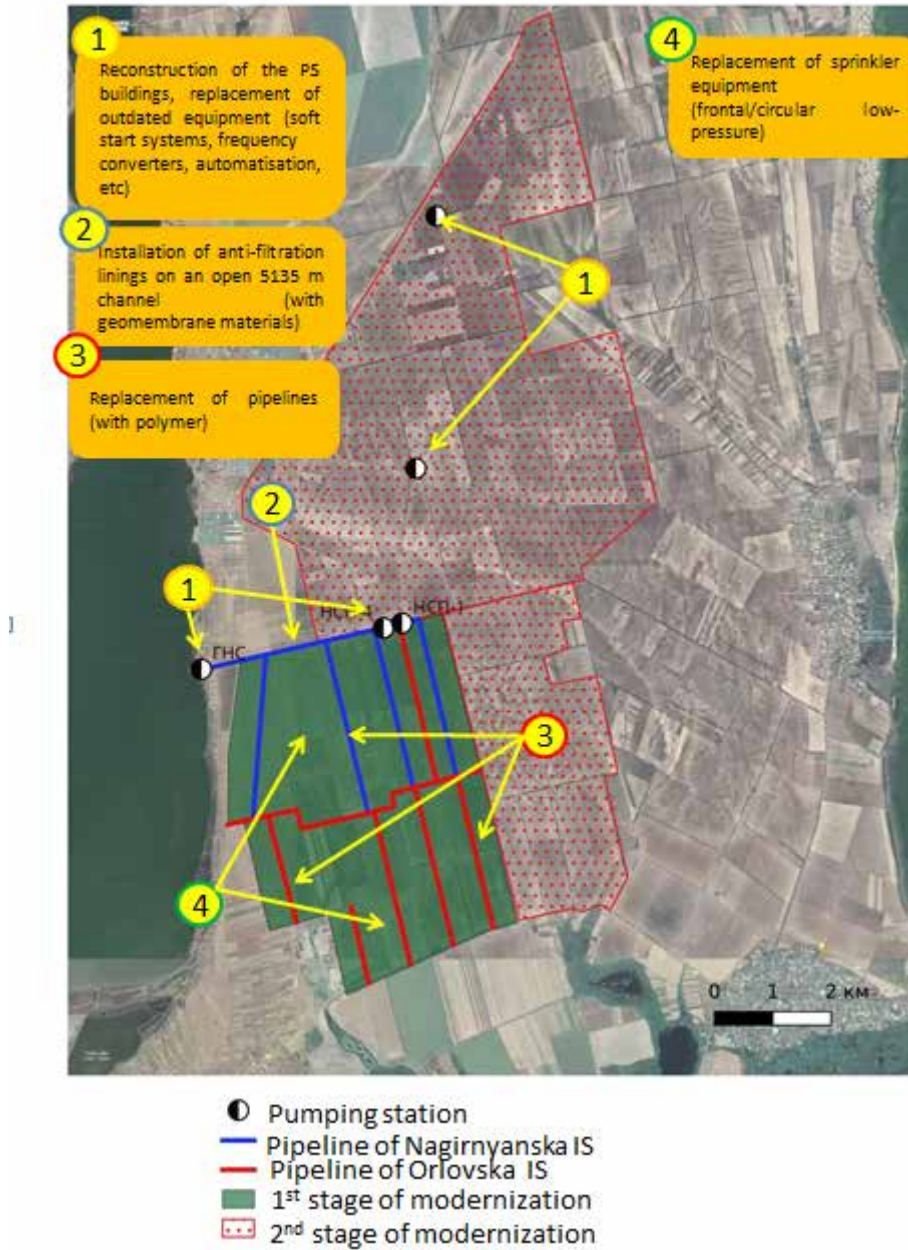 1
Reconstruction of the PS
buildings, replacement of
outdated equipment (soft
start systems, frequency
converters, automatisation,
etc)
4
Replacement of sprinkler
equipment
(frontal/circular low-
pressure)
2
Installation of anti-filtration
linings on an open 5135 m
channel (with
geomembrane materials)
3
Replacement of pipelines
(with polymer)
1
2
1
НСП-1
ГНС
3
4
0 1 2 км
Pumping station
Pipeline of Nagirnyanska IS
Pipeline of Orlovska IS
1st stage of modernization
2nd stage of modernization